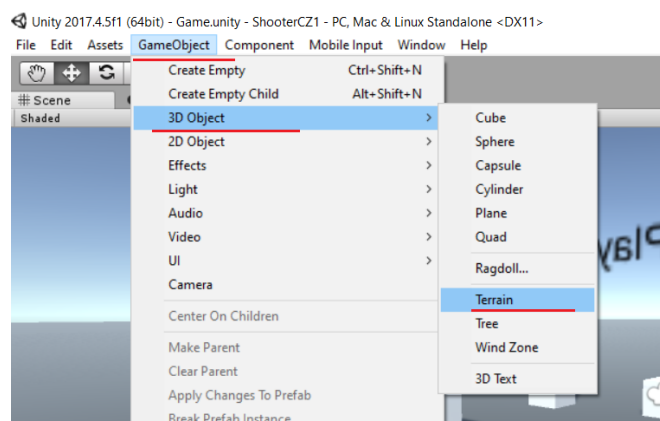 Unity 2017.4.5f1 (64bit) - Game.unity - ShooterCZ1 - PC, Mac & Linux Standalone <DX11>
File Edit Assets GameObject Component Mobile Input Window Help
Create Empty Ctrl+Shift+N
Create Empty Child Alt+Shift+N
# Scene
Shaded
3D Object
2D Object
Effects
Light
Audio
Video
UI
Camera
Center On Children
Make Parent
Clear Parent
Apply Changes To Prefab
Break Prefab Instance
Cube
Sphere
Capsule
Cylinder
Plane
Quad
Ragdoll...
Terrain
Tree
Wind Zone
3D Text
Play